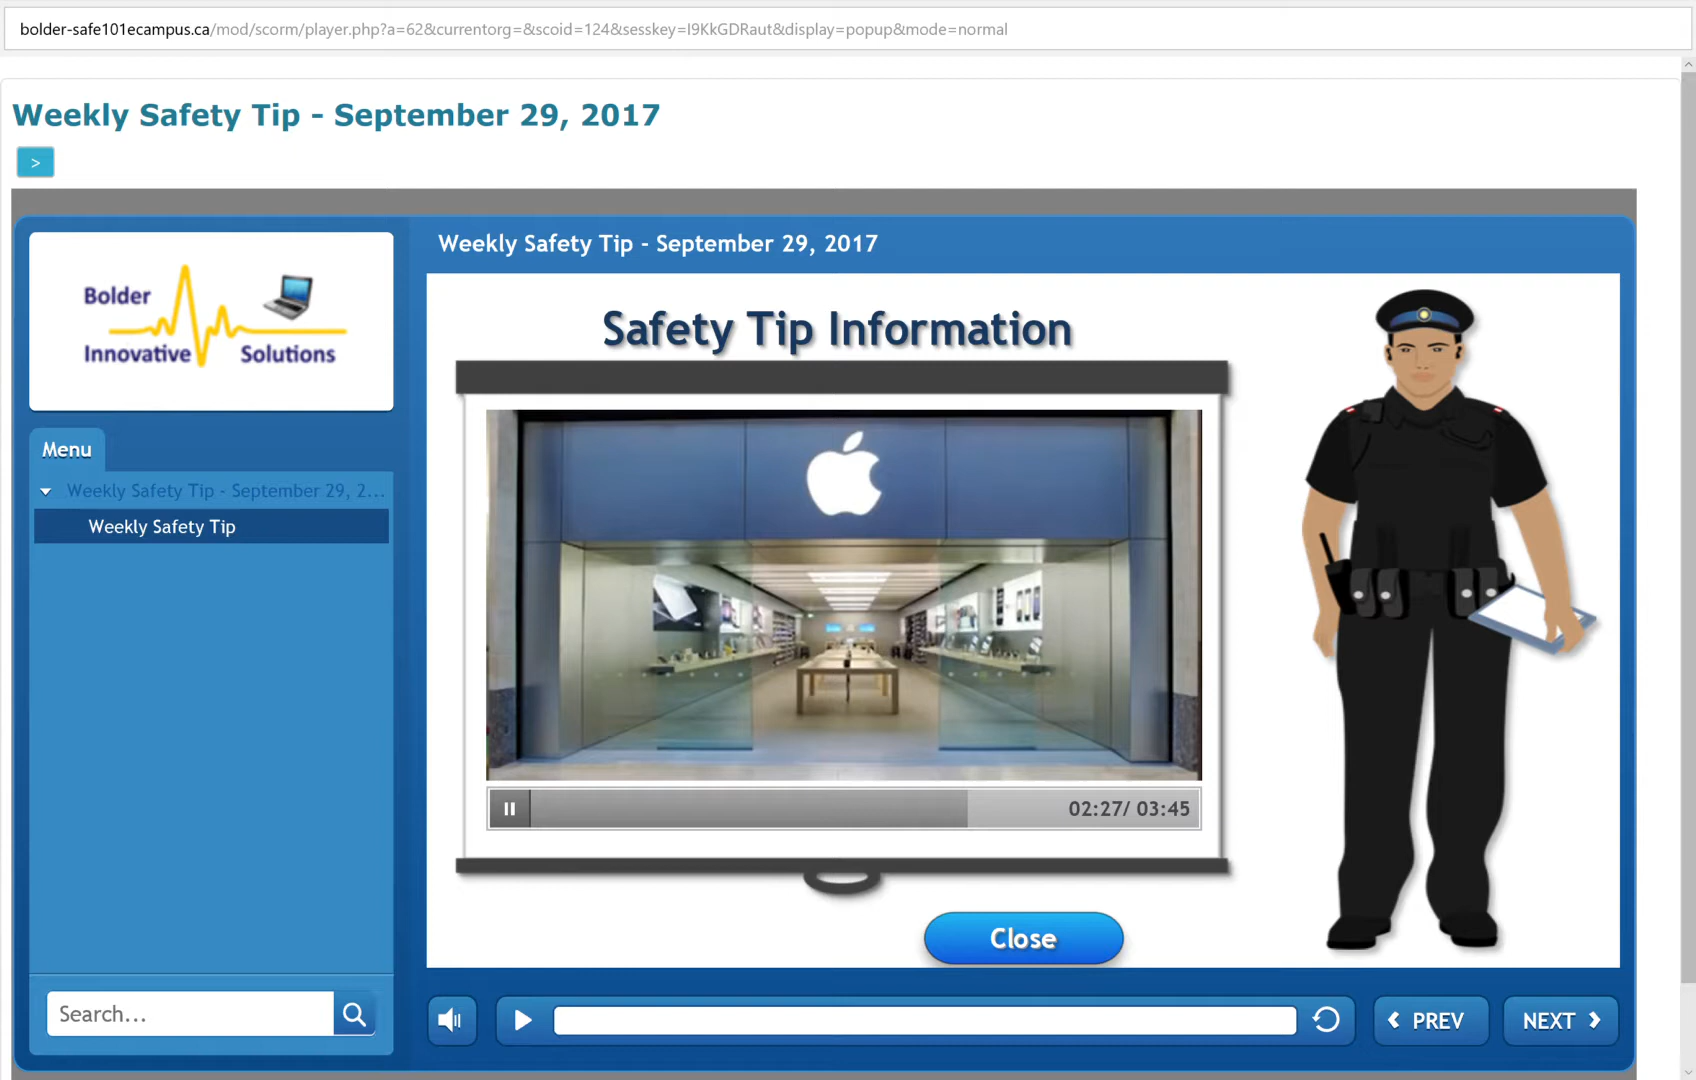 bolder-safe101ecampus.ca/mod/scorm/player.php?a=62&currentorg=&scoid=124&sesskey=I9KkGDRaut&display=popup&mode=normal
Weekly Safety Tip - September 29, 2017
>
Bolder
Innovative Solutions
Menu
Weekly Safety Tip - September 29, 2...
Weekly Safety Tip
Search...
Weekly Safety Tip - September 29, 2017
Safety Tip Information
02:27/ 03:45
Close
PREV
NEXT